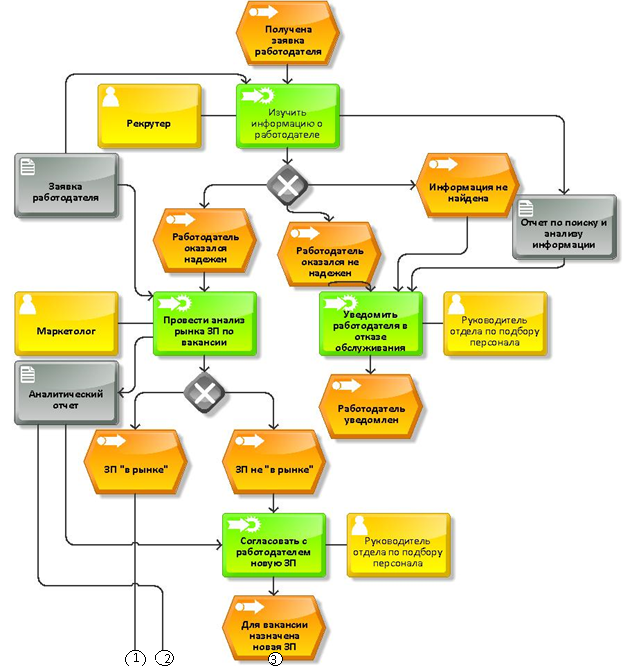 Получена
заявка
работодателя
Рекрутер
Изучить
информацию о
работодателе
Заявка
работодателя
Информация не
найдена
Отчет по поиску и
анализу
информации
Работодатель
оказался
надежен
Работодатель
оказался не
надежен
Маркетолог
Провести анализ
рынка ЗП по
вакансии
Уведомить
работодателя в
отказе
обслуживания
Руководитель
отдела по подбору
персонала
Аналитический
отчет
Работодатель
уведомлен
ЗП "в рынке"
ЗП не "в рынке"
Согласовать с
работодателем
новую ЗП
Руководитель
отдела по подбору
персонала
Для вакансии
назначена
новая ЗП
1
2
3